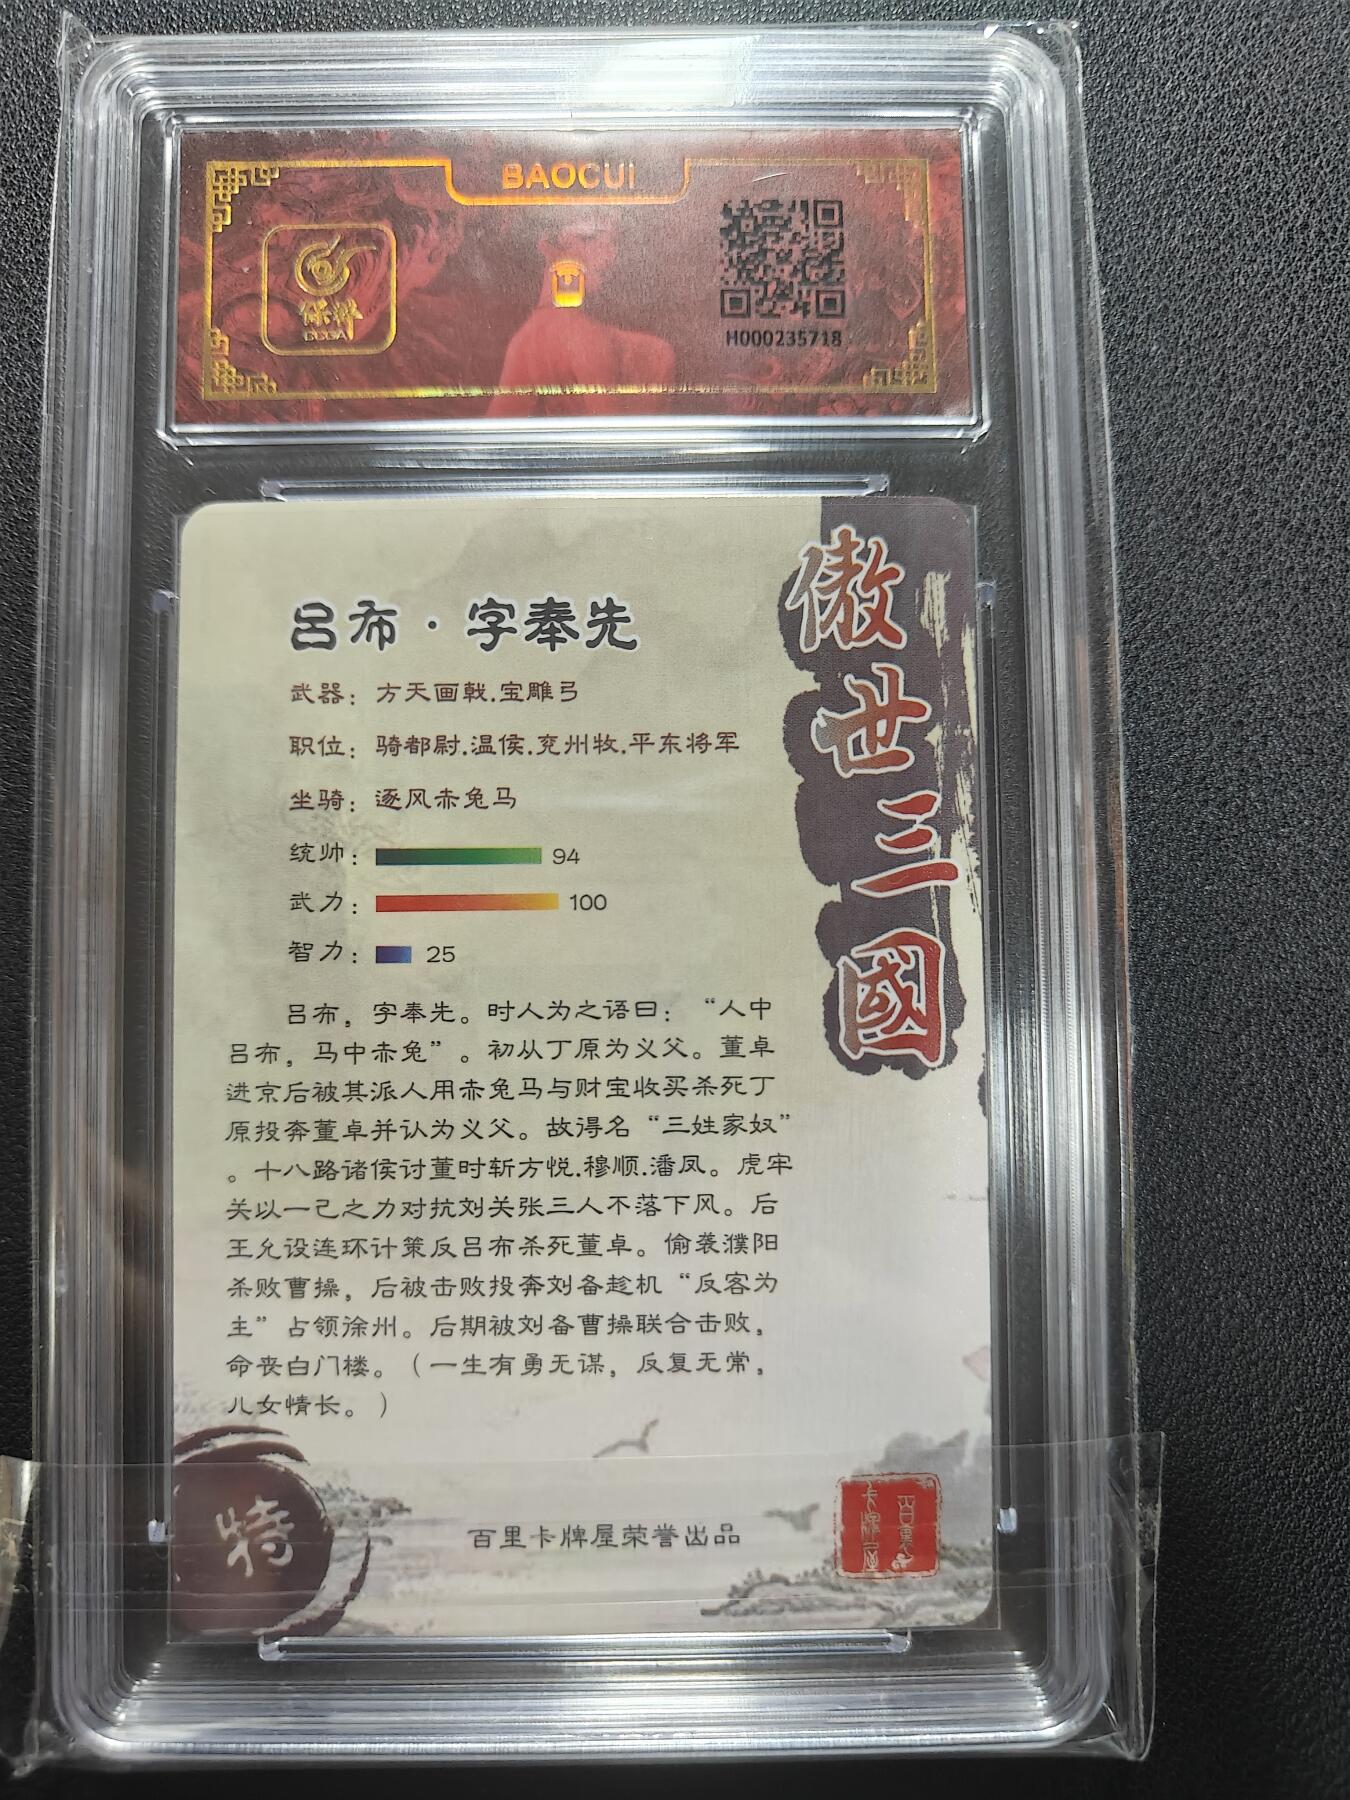 BAOCUI
保粹
CCGA
H000235718
傲世三國
吕布·字奉先
武器：方天画戟.宝雕弓
职位：骑都尉.温侯.兖州牧.平东将军
坐骑：逐风赤兔马
统帅：94
武力：100
智力：25
吕布，字奉先。时人为之语曰：“人中
吕布，马中赤兔”。初从丁原为义父。董卓
进京后被其派人用赤兔马与财宝收买杀死丁
原投奔董卓并认为义父。故得名“三姓家奴”
。十八路诸侯讨董时斩方悦.穆顺.潘凤。虎牢
关以一己之力对抗刘关张三人不落下风。后
王允设连环计策反吕布杀死董卓。偷袭濮阳
杀败曹操，后被击败投奔刘备趁机“反客为
主”占领徐州。后期被刘备曹操联合击败，
命丧白门楼。（一生有勇无谋，反复无常，
儿女情长。）
特
百里卡牌屋荣誉出品
百里
卡牌屋